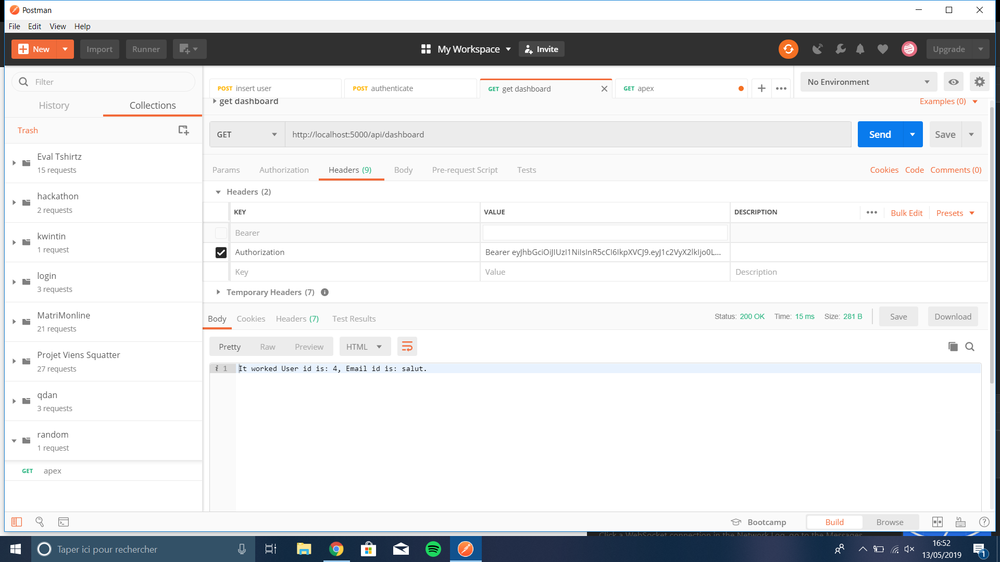 Postman
File Edit View Help
New Import Runner My Workspace Invite Upgrade
Filter
History Collections
Trash
Eval Tshirtz
15 requests
hackathon
2 requests
kwintin
1 request
login
3 requests
MatriMonline
21 requests
Projet Viens Squatter
27 requests
qdan
3 requests
random
1 request
GET apex
POST insert user POST authenticate GET get dashboard GET apex No Environment
get dashboard Examples (0)
GET http://localhost:5000/api/dashboard Send Save
Params Authorization Headers (9) Body Pre-request Script Tests Cookies Code Comments (0)
Headers (2)
KEY VALUE DESCRIPTION Bulk Edit Presets
Bearer
Authorization Bearer eyJhbGciOiJIUzI1NiIsInR5cCI6IkpXVCJ9.eyJ1c2VyX2lkIjo0L...
Key Value Description
Temporary Headers (7)
Body Cookies Headers (7) Test Results Status: 200 OK Time: 15 ms Size: 281 B Save Download
Pretty Raw Preview HTML
1 It worked User id is: 4, Email id is: salut.
Bootcamp Build Browse
Click a WebSocket connection in the Network Log, go to the Messages
Taper ici pour rechercher 16:52
13/05/2019 1